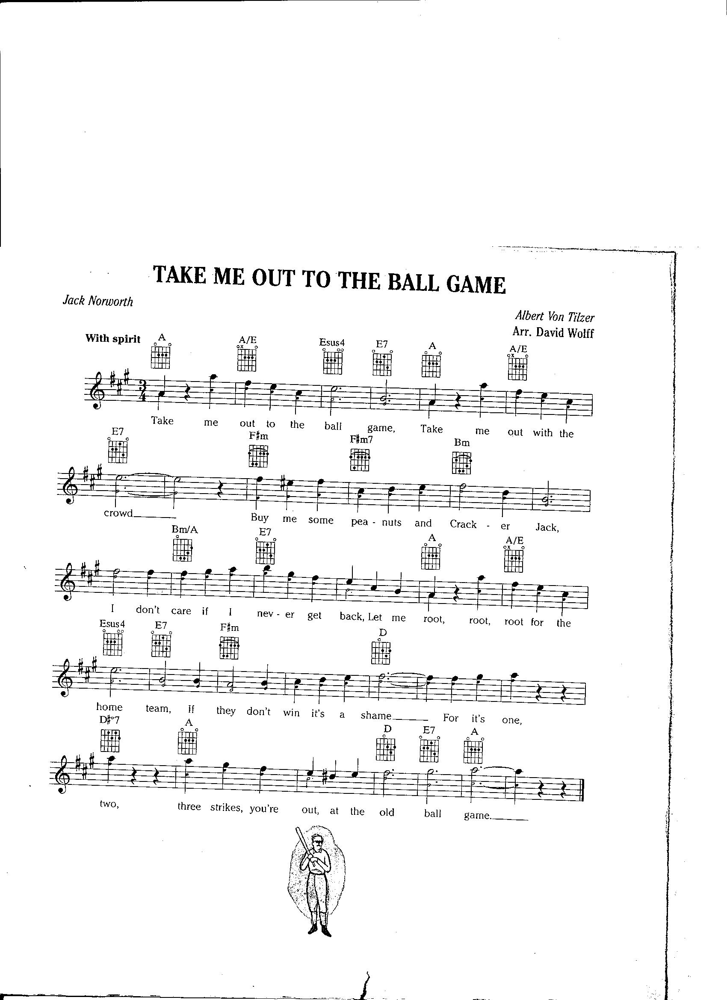 TAKE ME OUT TO THE BALL GAME
Jack Norworth
Albert Von Tilzer
Arr. David Wolff
With spirit
A A/E Esus4 E7 A A/E
3
4
Take me out to the ball game, Take me out with the
E7 F♯m F♯m7 Bm
crowd Buy me some pea - nuts and Crack - er Jack,
Bm/A E7 A A/E
I don't care if I nev - er get back, Let me root, root, root for the
Esus4 E7 F♯m D
home team, If they don't win it's a shame For it's one,
D♯°7 A D E7 A
two, three strikes, you're out, at the old ball game.